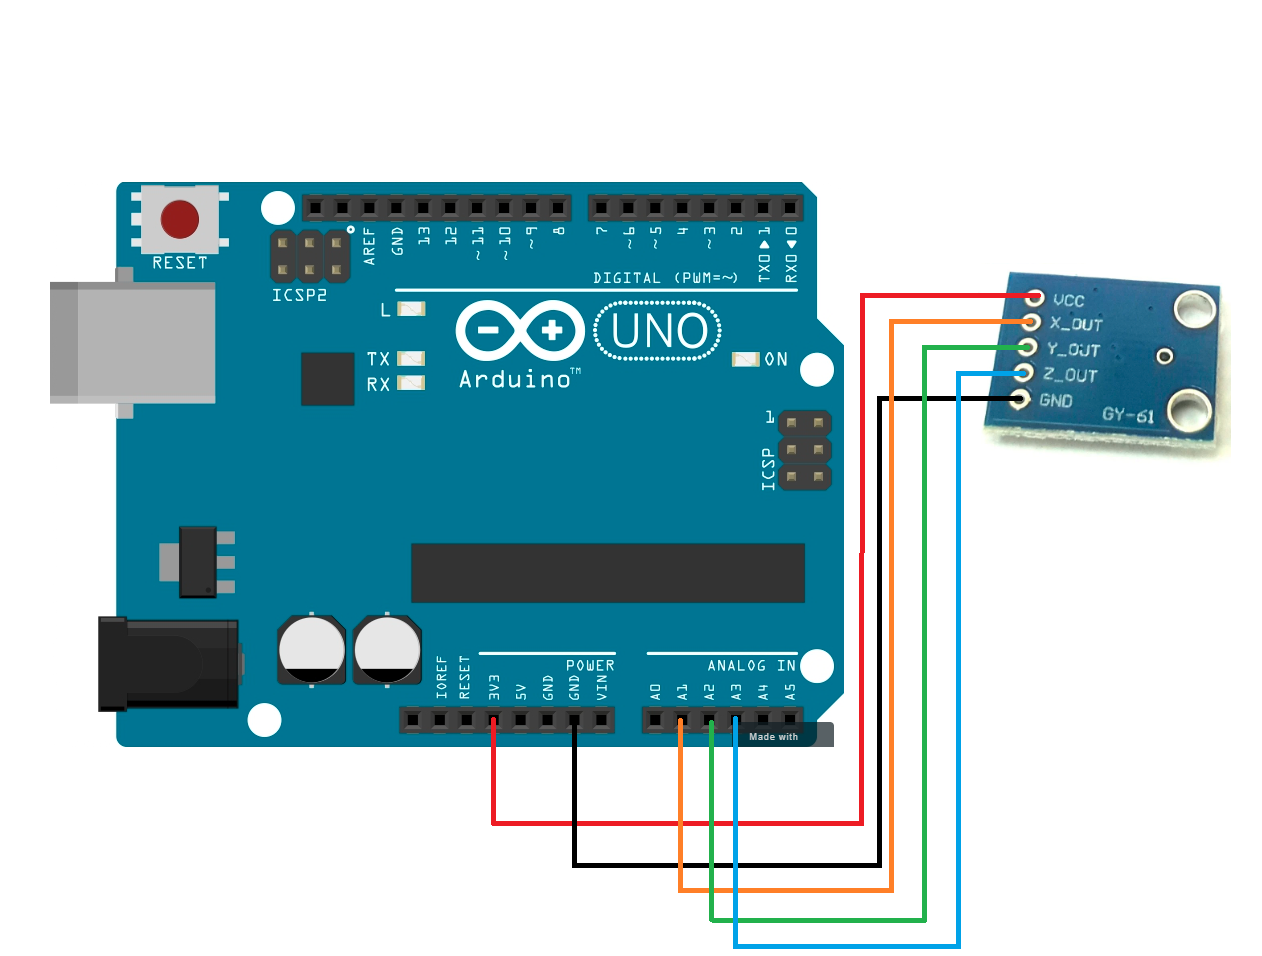 RESET
ICSP2
AREF
GND
13
12
~11
~10
~9
8
7
~6
~5
4
~3
2
TX0▶1
RX0◀0
DIGITAL (PWM=~)
L
TX
RX
Arduino™
UNO
ON
1
ICSP
IOREF
RESET
3V3
5V
GND
GND
VIN
POWER
ANALOG IN
A0
A1
A2
A3
A4
A5
Made with
VCC
X_OUT
Y_OUT
Z_OUT
GND
GY-61